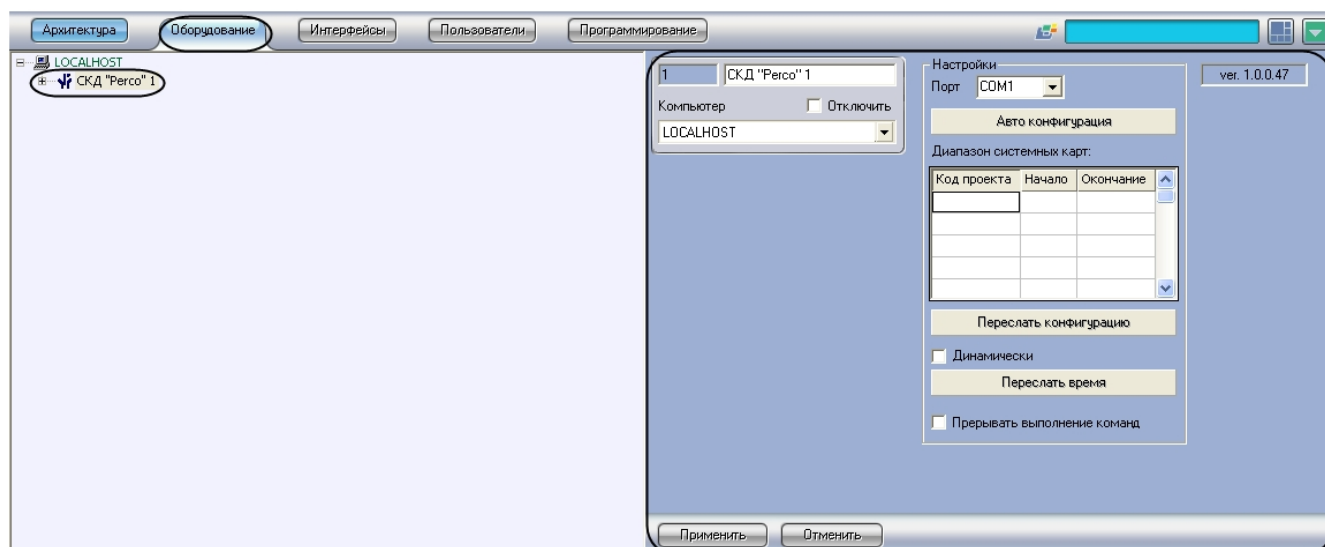 Архитектура
Оборудование
Интерфейсы
Пользователи
Программирование
LOCALHOST
СКД "Perco" 1
1
СКД "Perco" 1
Компьютер
Отключить
LOCALHOST
Настройки
Порт
COM1
Авто конфигурация
Диапазон системных карт:
Код проекта
Начало
Окончание
Переслать конфигурацию
Динамически
Переслать время
Прерывать выполнение команд
ver. 1.0.0.47
Применить
Отменить